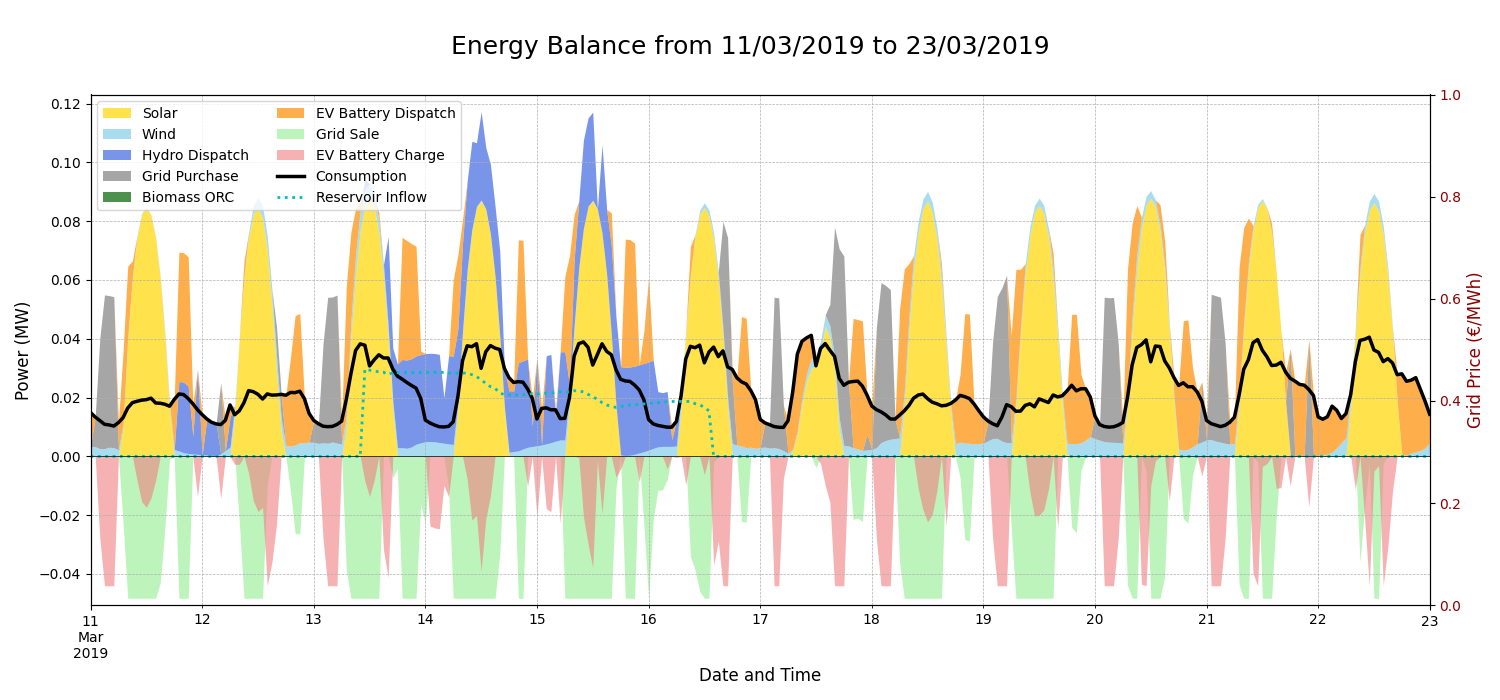 Energy Balance from 11/03/2019 to 23/03/2019
Solar
Wind
Hydro Dispatch
Grid Purchase
Biomass ORC
EV Battery Dispatch
Grid Sale
EV Battery Charge
Consumption
Reservoir Inflow
Power (MW)
0.12
0.10
0.08
0.06
0.04
0.02
0.00
−0.02
−0.04
1.0
0.8
0.6
0.4
0.2
0.0
Grid Price (€/MWh)
11 12 13 14 15 16 17 18 19 20 21 22 23
Mar
2019
Date and Time